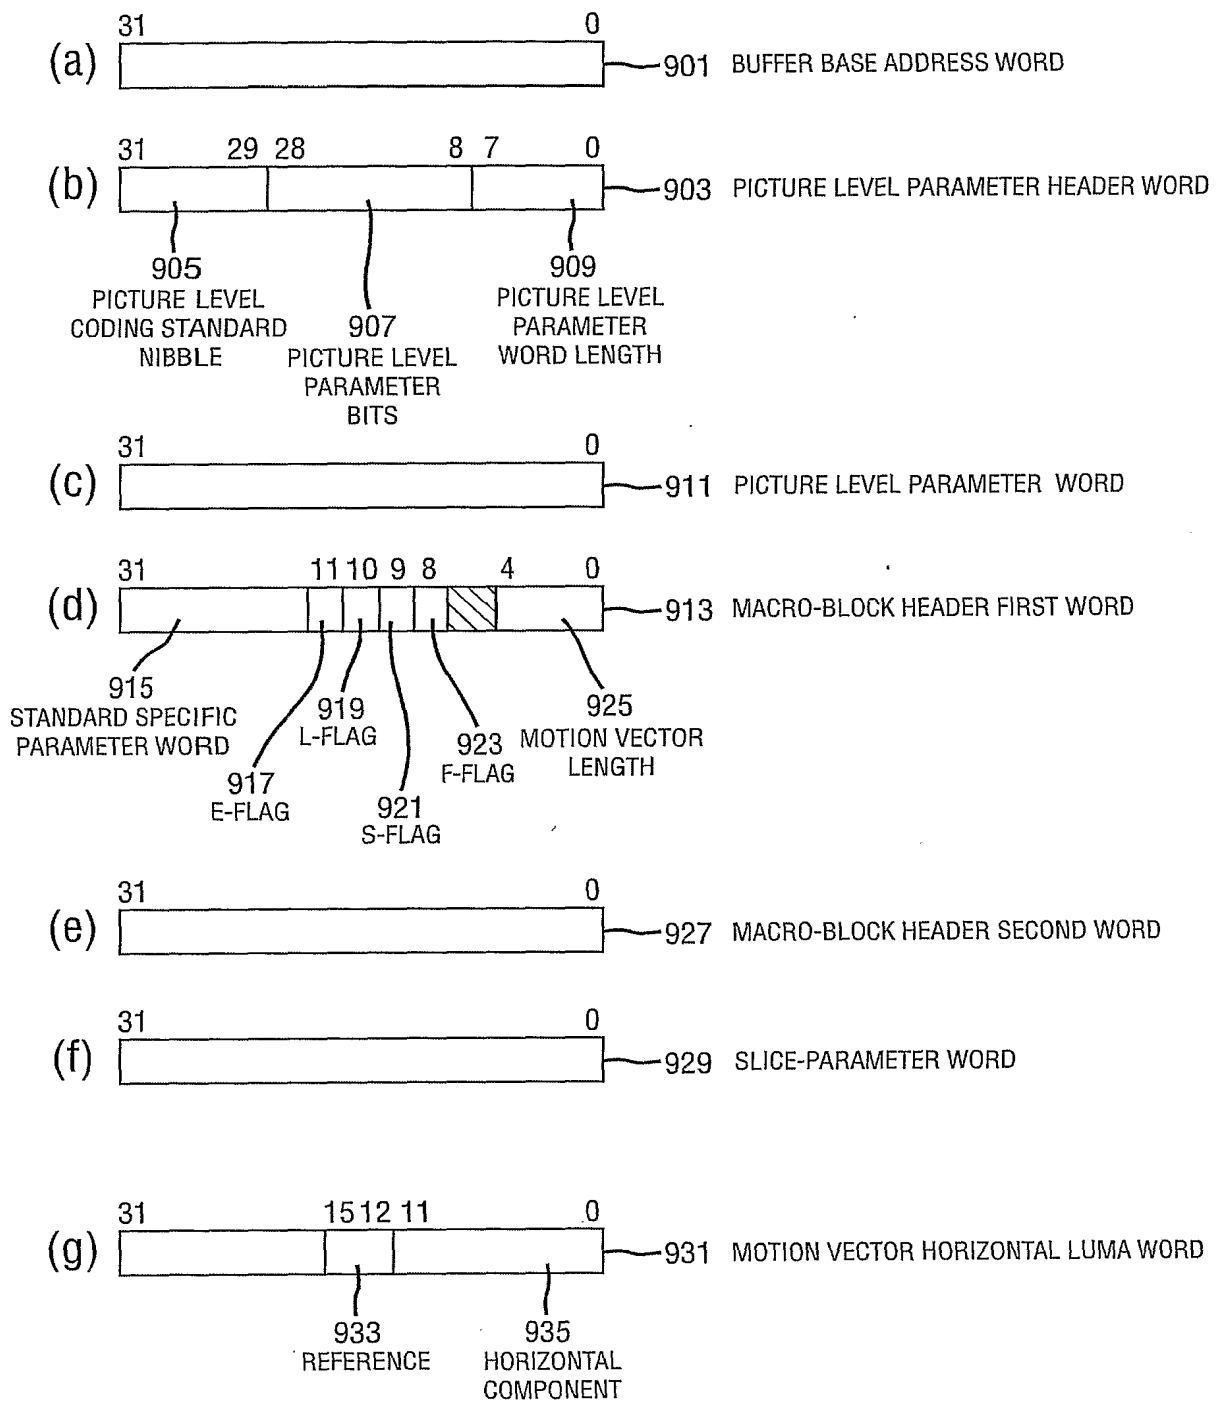 31 0
(a) 901 BUFFER BASE ADDRESS WORD
31 29 28 8 7 0
(b) 903 PICTURE LEVEL PARAMETER HEADER WORD
905
PICTURE LEVEL
CODING STANDARD
NIBBLE
907
PICTURE LEVEL
PARAMETER
BITS
909
PICTURE LEVEL
PARAMETER
WORD LENGTH
31 0
(c) 911 PICTURE LEVEL PARAMETER WORD
31 11 10 9 8 4 0
(d) 913 MACRO-BLOCK HEADER FIRST WORD
915
STANDARD SPECIFIC
PARAMETER WORD
917
E-FLAG
919
L-FLAG
921
S-FLAG
923
F-FLAG
925
MOTION VECTOR
LENGTH
31 0
(e) 927 MACRO-BLOCK HEADER SECOND WORD
31 0
(f) 929 SLICE-PARAMETER WORD
31 15 12 11 0
(g) 931 MOTION VECTOR HORIZONTAL LUMA WORD
933
REFERENCE
935
HORIZONTAL
COMPONENT